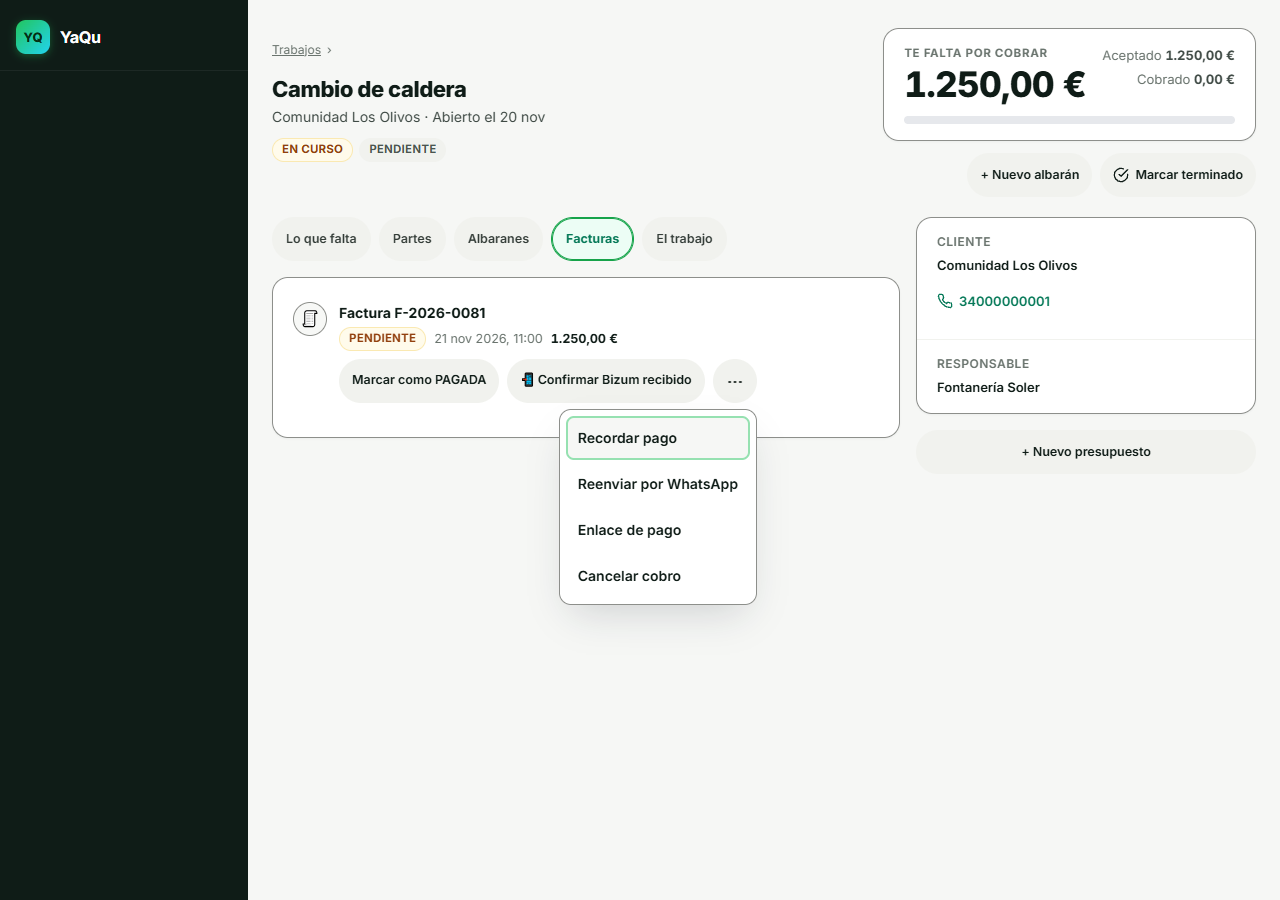 YQ YaQu
Trabajos ›
Cambio de caldera
Comunidad Los Olivos · Abierto el 20 nov
EN CURSO PENDIENTE
TE FALTA POR COBRAR
1.250,00 €
Aceptado 1.250,00 €
Cobrado 0,00 €
+ Nuevo albarán Marcar terminado
Lo que falta Partes Albaranes Facturas El trabajo
Factura F-2026-0081
PENDIENTE 21 nov 2026, 11:00 1.250,00 €
Marcar como PAGADA Confirmar Bizum recibido ···
Recordar pago
Reenviar por WhatsApp
Enlace de pago
Cancelar cobro
CLIENTE
Comunidad Los Olivos
34000000001
RESPONSABLE
Fontanería Soler
+ Nuevo presupuesto